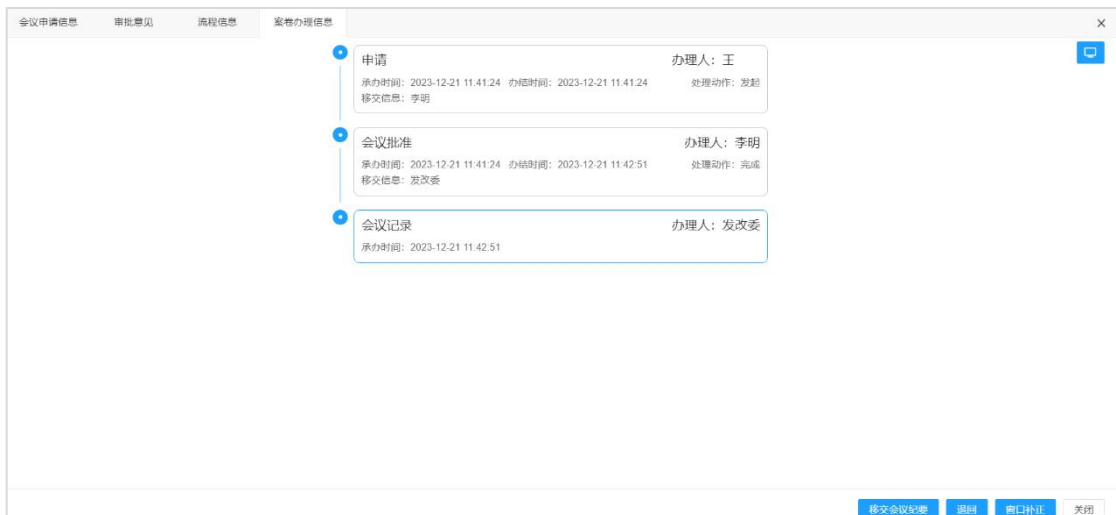 会议申请信息 审批意见 流程信息 案卷办理信息
申请 办理人：王
承办时间：2023-12-21 11:41:24 办结时间：2023-12-21 11:41:24 处理动作：发起
移交信息：李明
会议批准 办理人：李明
承办时间：2023-12-21 11:41:24 办结时间：2023-12-21 11:42:51 处理动作：完成
移交信息：发改委
会议记录 办理人：发改委
承办时间：2023-12-21 11:42:51
移交会议纪要 退回 窗口补正 关闭